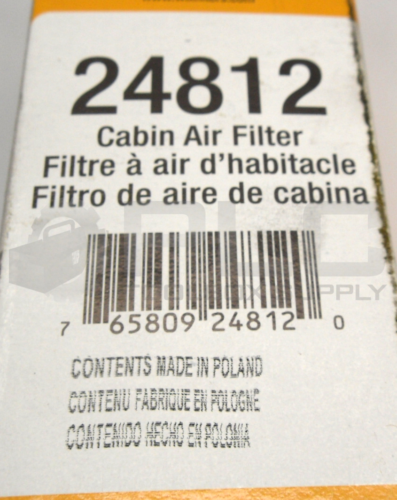 24812
Cabin Air Filter
Filtre à air d'habitacle
Filtro de aire de cabina
7 65809 24812 0
CONTENTS MADE IN POLAND
CONTENU FABRIQUE EN POLOGNE
CONTENIDO HECHO EN POLONIA